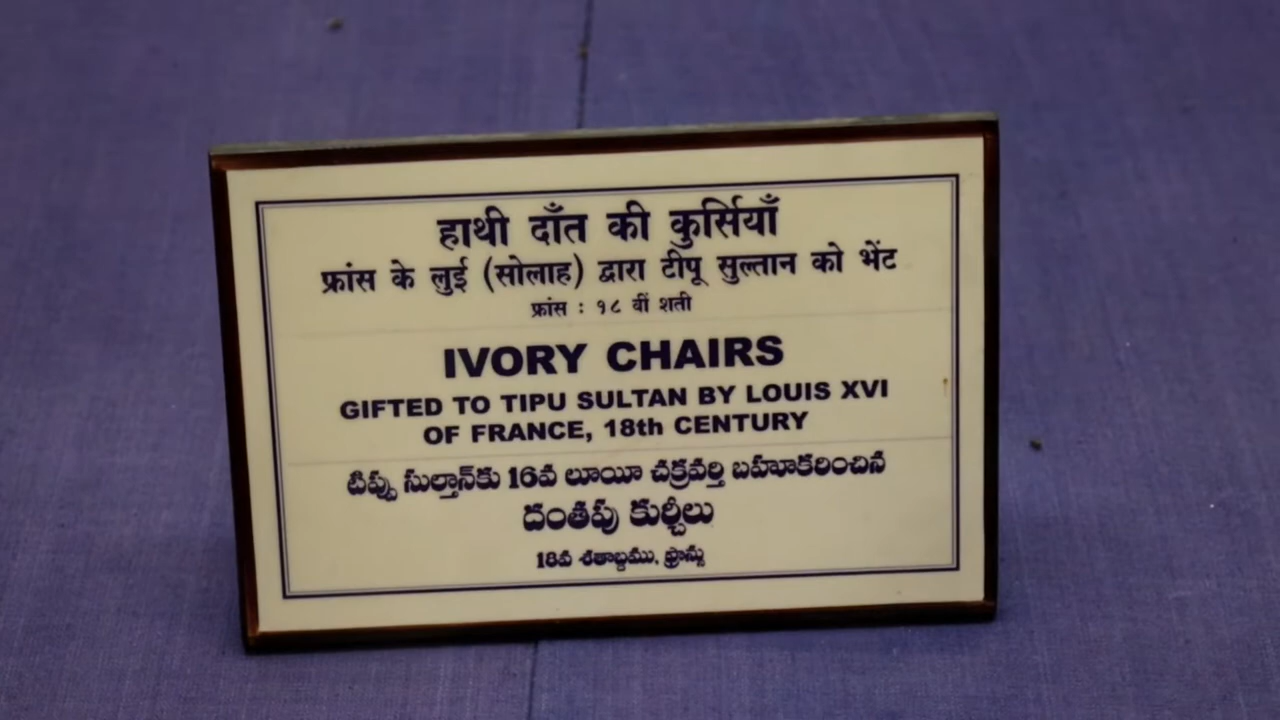 हाथी दाँत की कुर्सियाँ
फ्रांस के लुई (सोलाह) द्वारा टीपू सुल्तान को भेंट
फ्रांस : १८ वीं शती
IVORY CHAIRS
GIFTED TO TIPU SULTAN BY LOUIS XVI
OF FRANCE, 18th CENTURY
టిప్పు సుల్తాన్‌కు 16వ లూయీ చక్రవర్తి బహూకరించిన
దంతపు కుర్చీలు
18వ శతాబ్దము, ఫ్రాన్సు